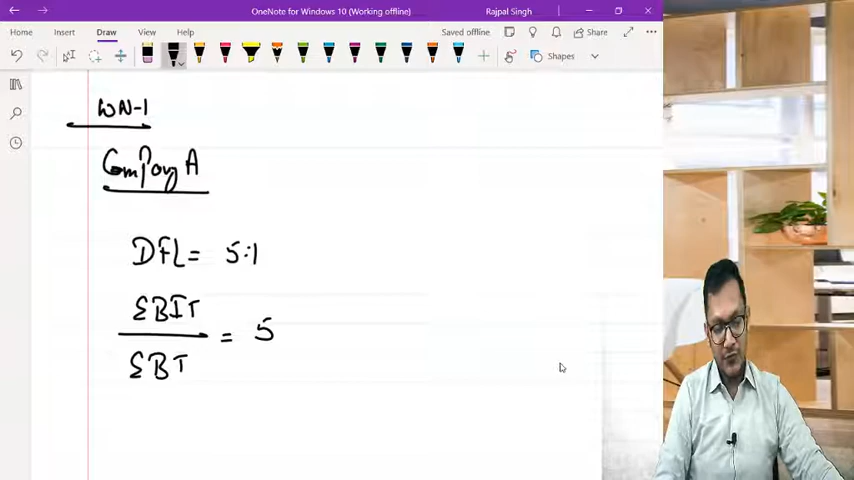 OneNote for Windows 10 (Working offline)
Rajpal Singh
Home Insert Draw View Help
Saved offline
Share
Shapes
WN-1
Company A
DFL = 5:1
EBIT
= 5
EBT